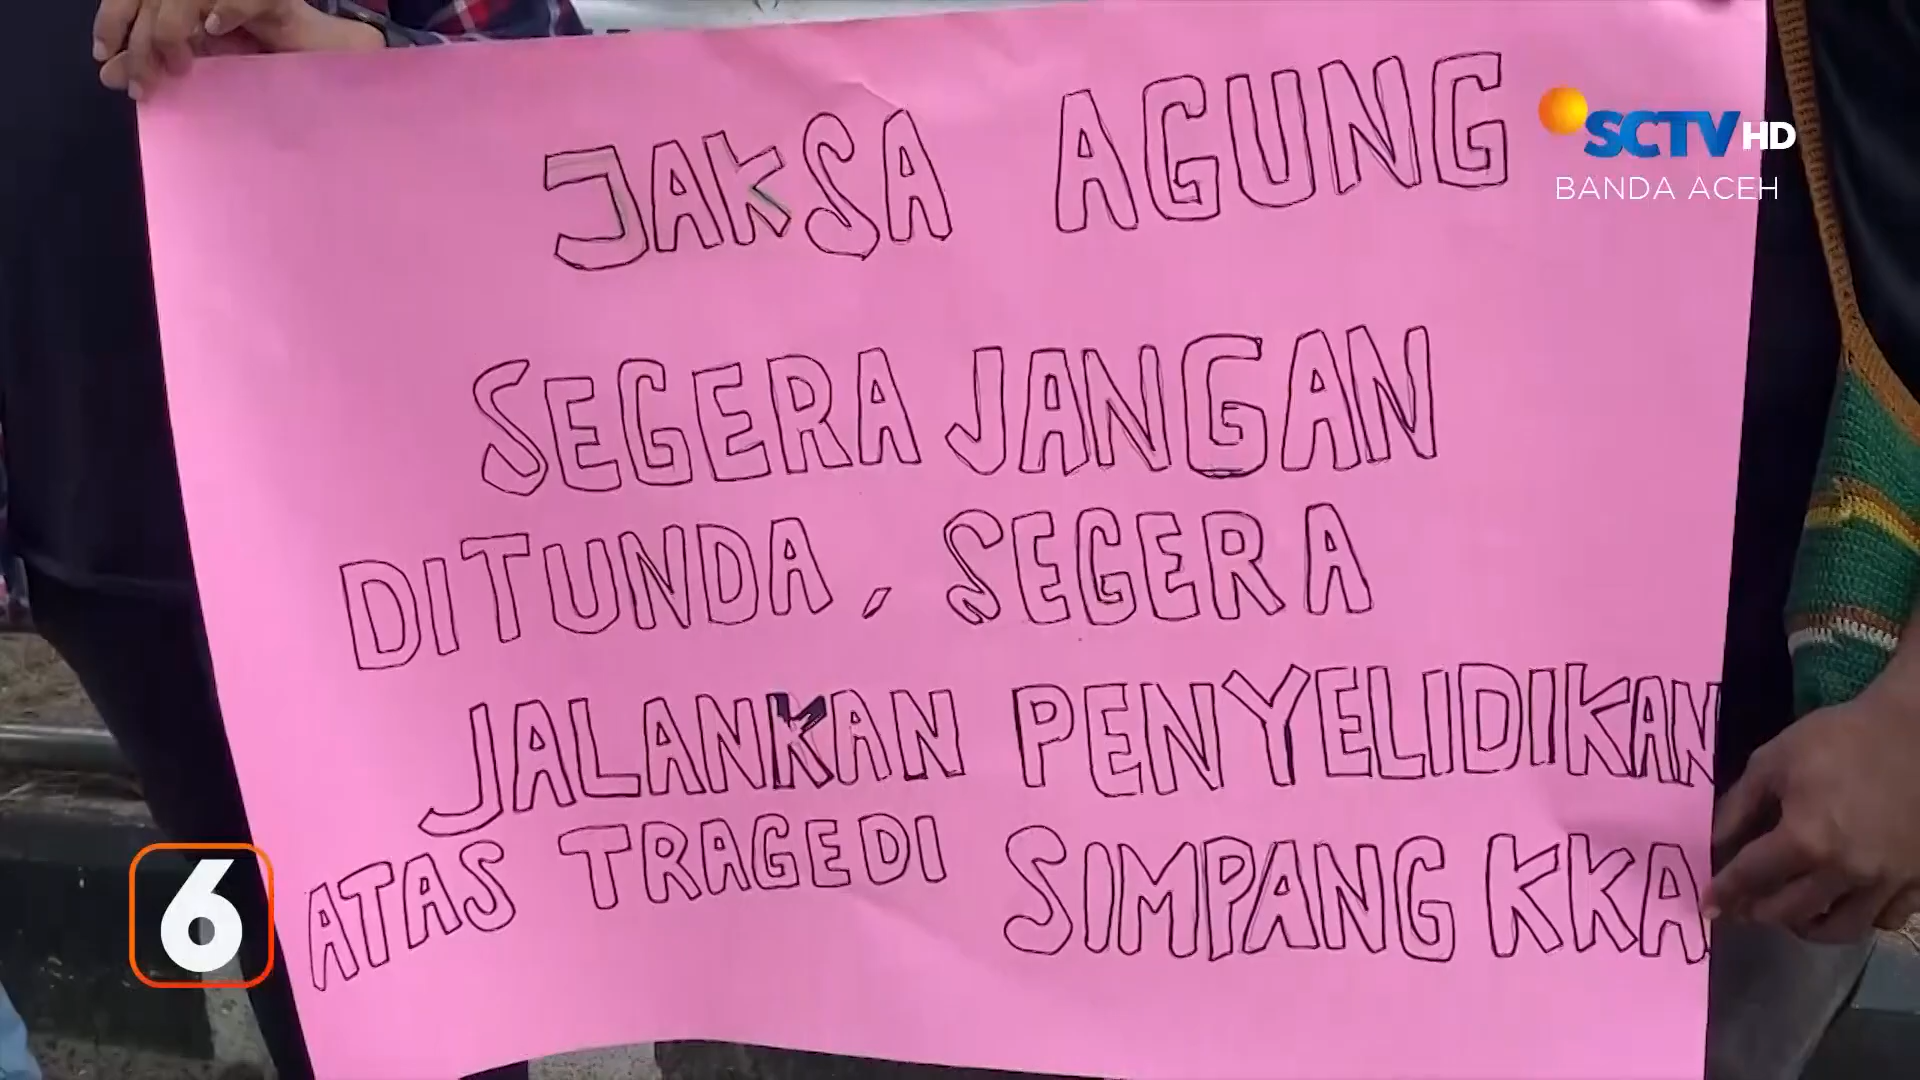 JAKSA AGUNG
SCTV HD
BANDA ACEH
SEGERA JANGAN
DITUNDA, SEGERA
JALANKAN PENYELIDIKAN
ATAS TRAGEDI SIMPANG KKA
6